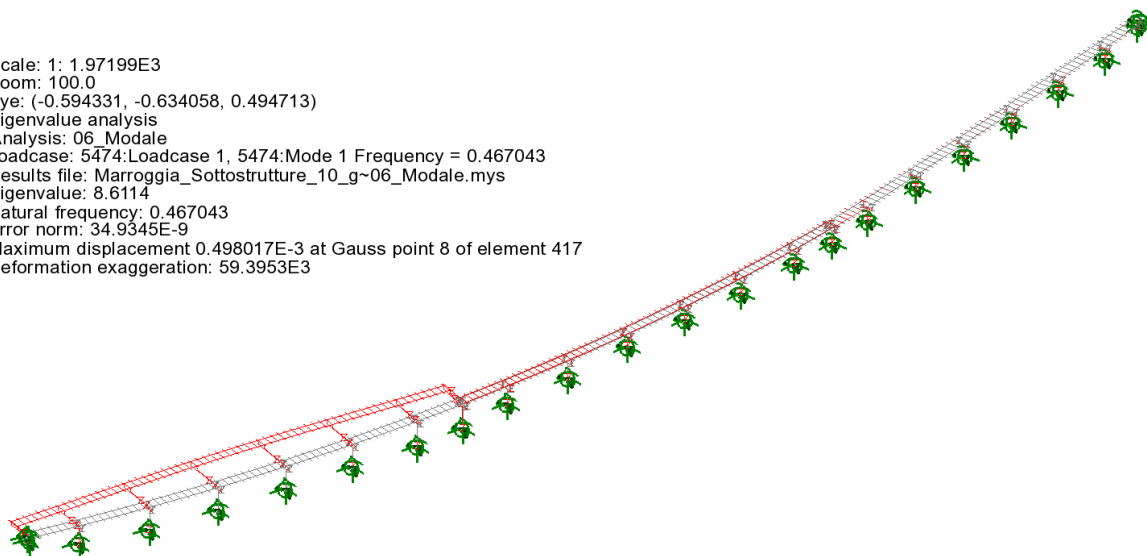 cale: 1: 1.97199E3
oom: 100.0
ye: (-0.594331, -0.634058, 0.494713)
igenvalue analysis
Analysis: 06_Modale
oadcase: 5474:Loadcase 1, 5474:Mode 1 Frequency = 0.467043
esults file: Marroggia_Sottostrutture_10_g~06_Modale.mys
igenvalue: 8.6114
atural frequency: 0.467043
rror norm: 34.9345E-9
Maximum displacement 0.498017E-3 at Gauss point 8 of element 417
eformation exaggeration: 59.3953E3